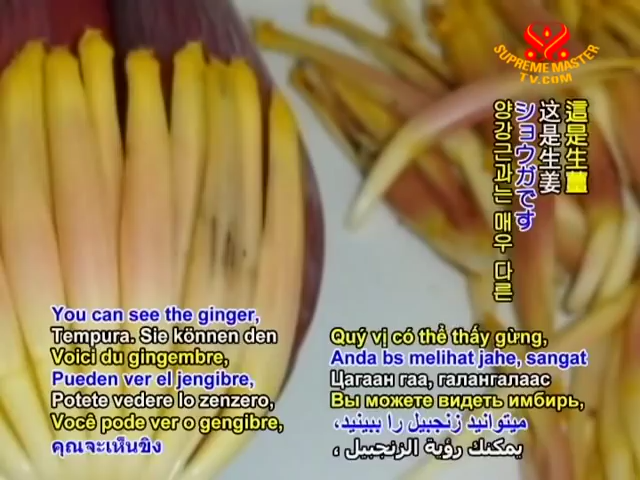 SUPREME MASTER
TV.COM
這是生薑
这是生姜
ショウガです
양강근과는 매우 다른
You can see the ginger,
Tempura. Sie können den
Voici du gingembre,
Pueden ver el jengibre,
Potete vedere lo zenzero,
Você pode ver o gengibre,
คุณจะเห็นขิง
Quý vị có thể thấy gừng,
Anda bs melihat jahe, sangat
Цагаан гаа, галангалаас
Вы можете видеть имбирь,
میتوانید زنجبیل را ببینید،
يمكنك رؤية الزنجبيل ،